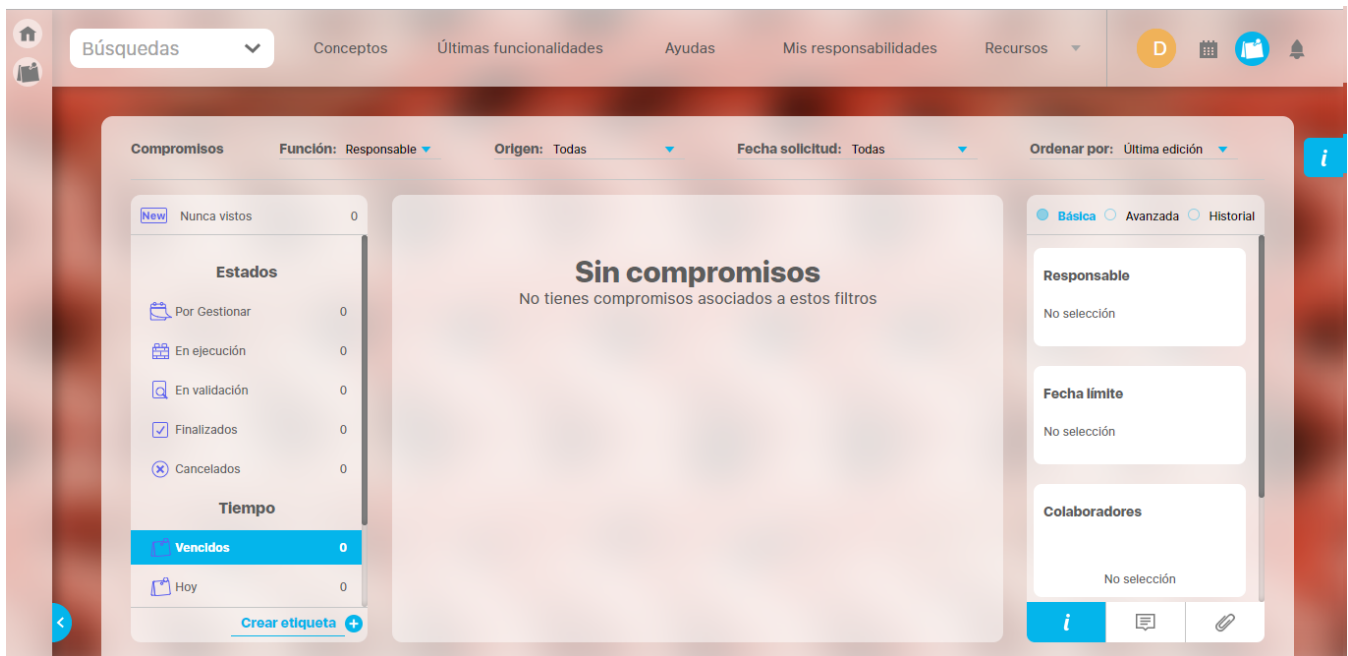 Búsquedas
Conceptos
Últimas funcionalidades
Ayudas
Mis responsabilidades
Recursos
D
Compromisos
Función: Responsable
Origen: Todas
Fecha solicitud: Todas
Ordenar por: Última edición
i
New Nunca vistos 0
Estados
Por Gestionar 0
En ejecución 0
En validación 0
Finalizados 0
Cancelados 0
Tiempo
Vencidos 0
Hoy 0
Crear etiqueta +
Sin compromisos
No tienes compromisos asociados a estos filtros
Básica Avanzada Historial
Responsable
No selección
Fecha límite
No selección
Colaboradores
No selección
i